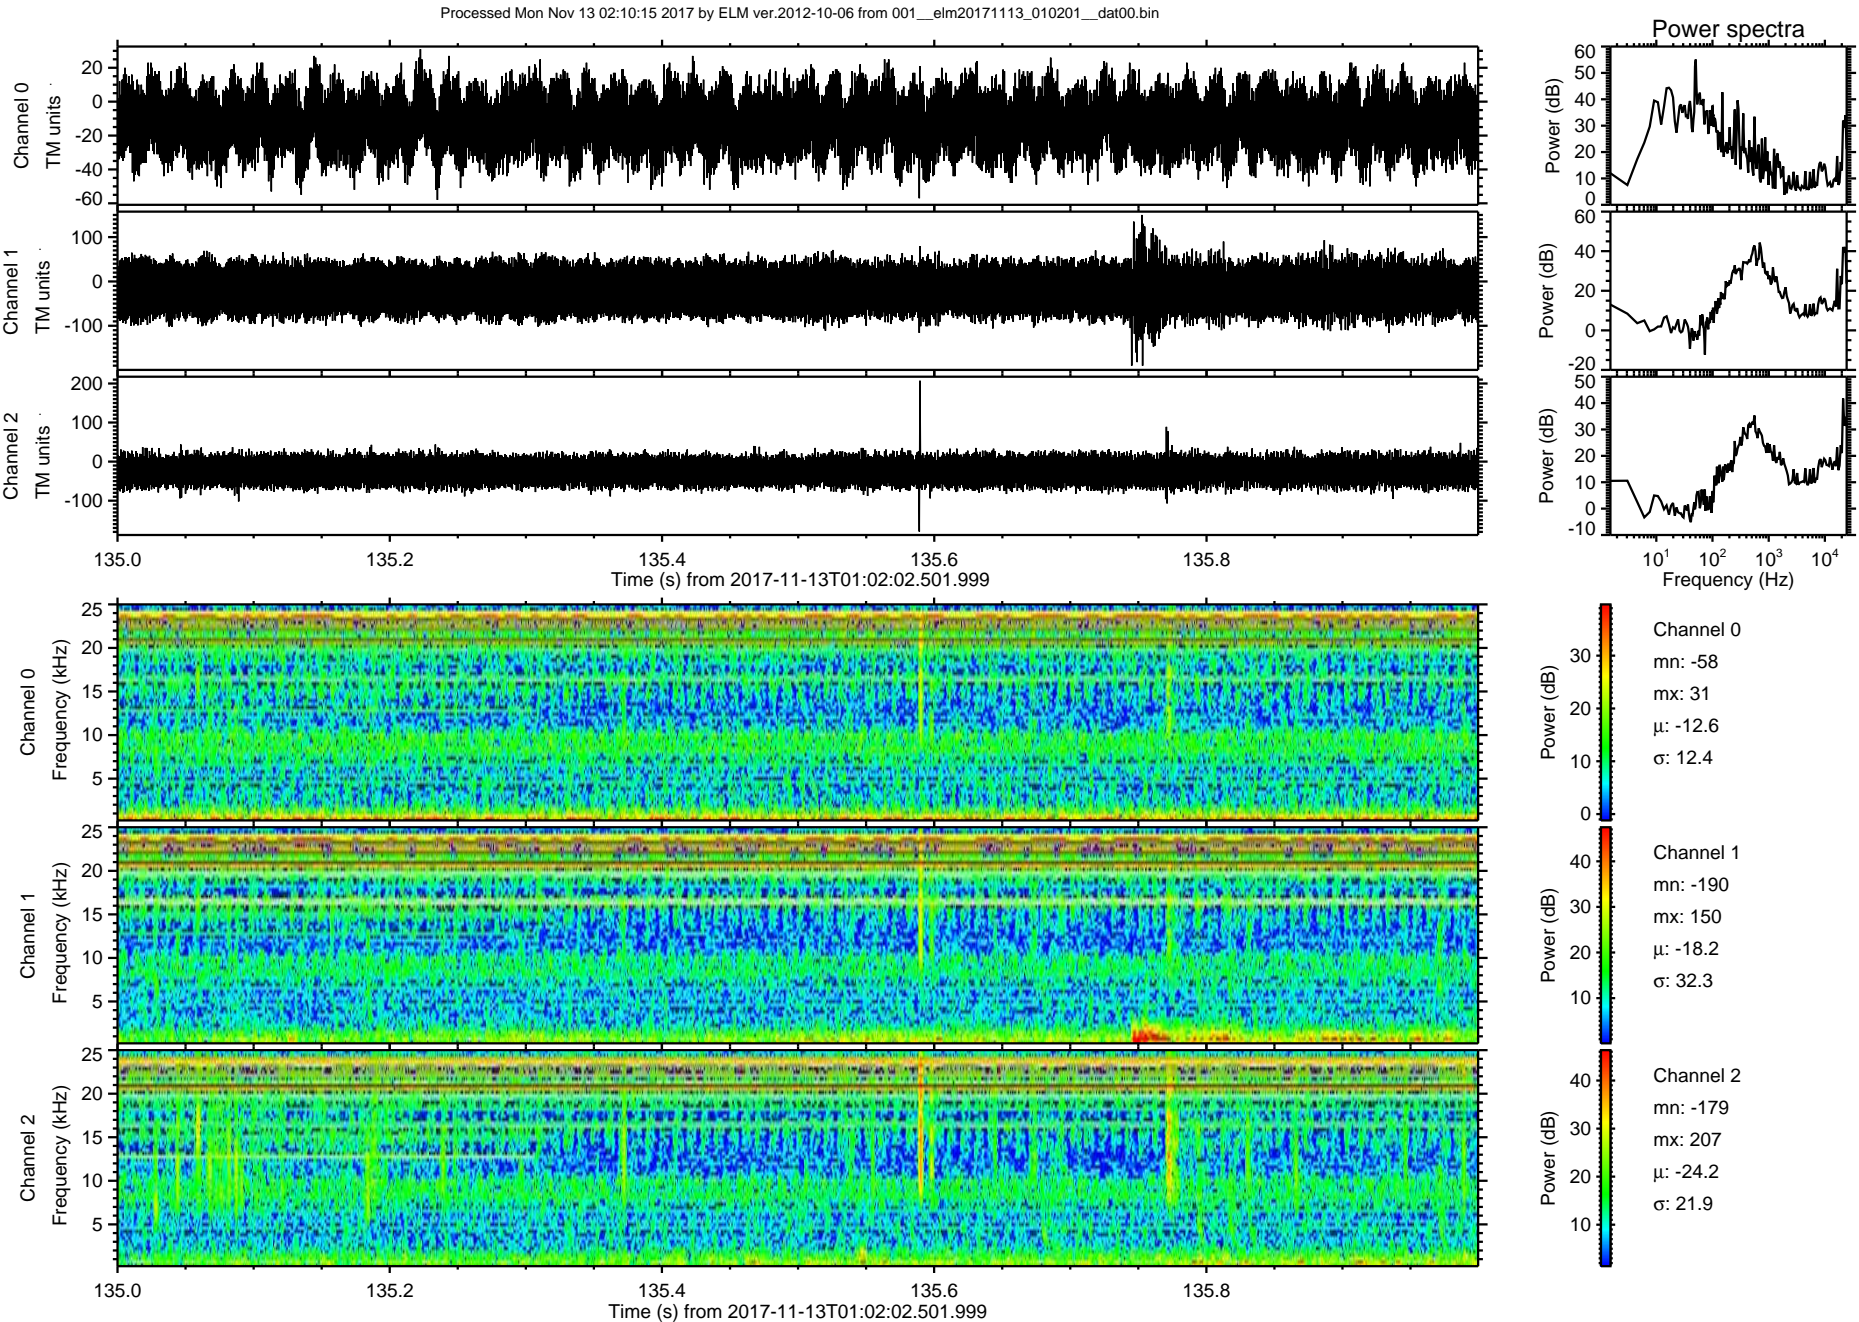 Processed Mon Nov 13 02:10:15 2017 by ELM ver.2012-10-06 from 001__elm20171113_010201__dat00.bin
Power spectra
Channel 0
TM units
20
0
-20
-40
-60
Power (dB)
60
50
40
30
20
10
0
Channel 1
TM units
100
0
-100
Power (dB)
60
40
20
0
-20
Channel 2
TM units
200
100
0
-100
Power (dB)
50
40
30
20
10
0
-10
135.0 135.2 135.4 135.6 135.8
Time (s) from 2017-11-13T01:02:02.501.999
10^1 10^2 10^3 10^4
Frequency (Hz)
Channel 0
Frequency (kHz)
25
20
15
10
5
Power (dB)
30
20
10
0
Channel 0
mn: -58
mx: 31
μ: -12.6
σ: 12.4
Channel 1
Frequency (kHz)
25
20
15
10
5
Power (dB)
40
30
20
10
Channel 1
mn: -190
mx: 150
μ: -18.2
σ: 32.3
Channel 2
Frequency (kHz)
25
20
15
10
5
Power (dB)
40
30
20
10
Channel 2
mn: -179
mx: 207
μ: -24.2
σ: 21.9
135.0 135.2 135.4 135.6 135.8
Time (s) from 2017-11-13T01:02:02.501.999